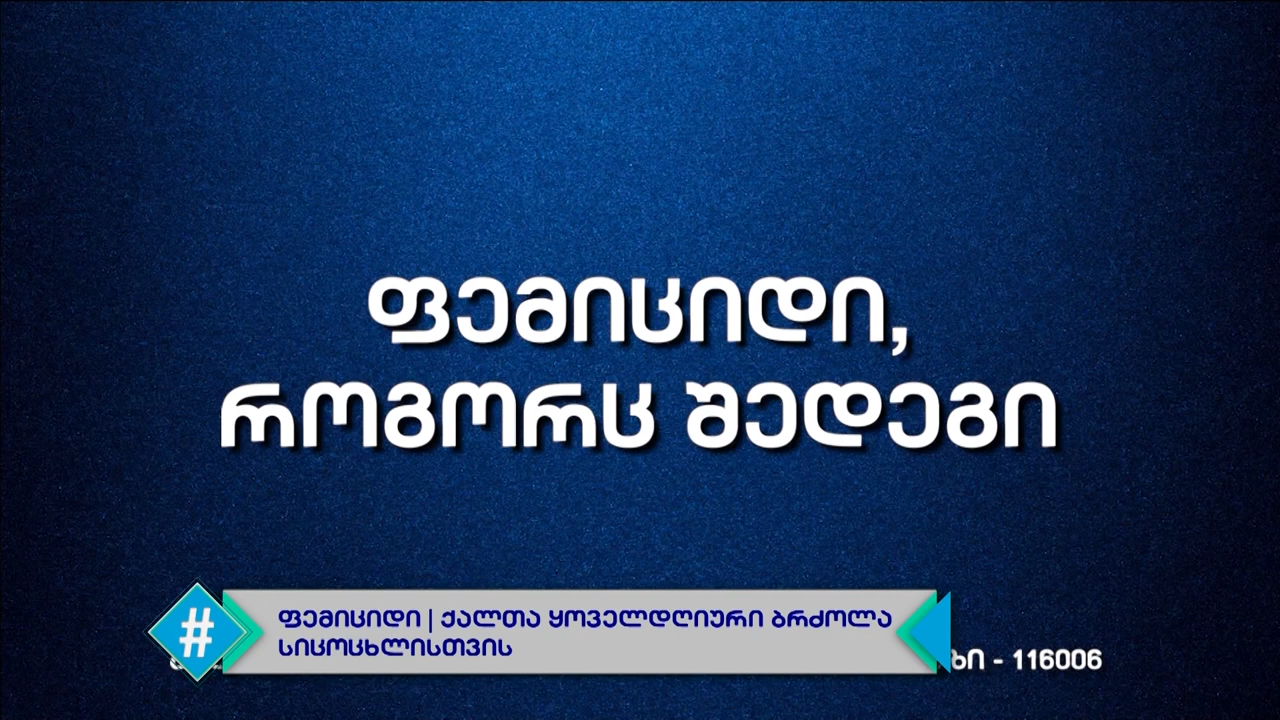 ფემიციდი,
როგორც შედეგი
#
ფემიციდი | ქალთა ყოველდღიური ბრძოლა
სიცოცხლისთვის
- 116006